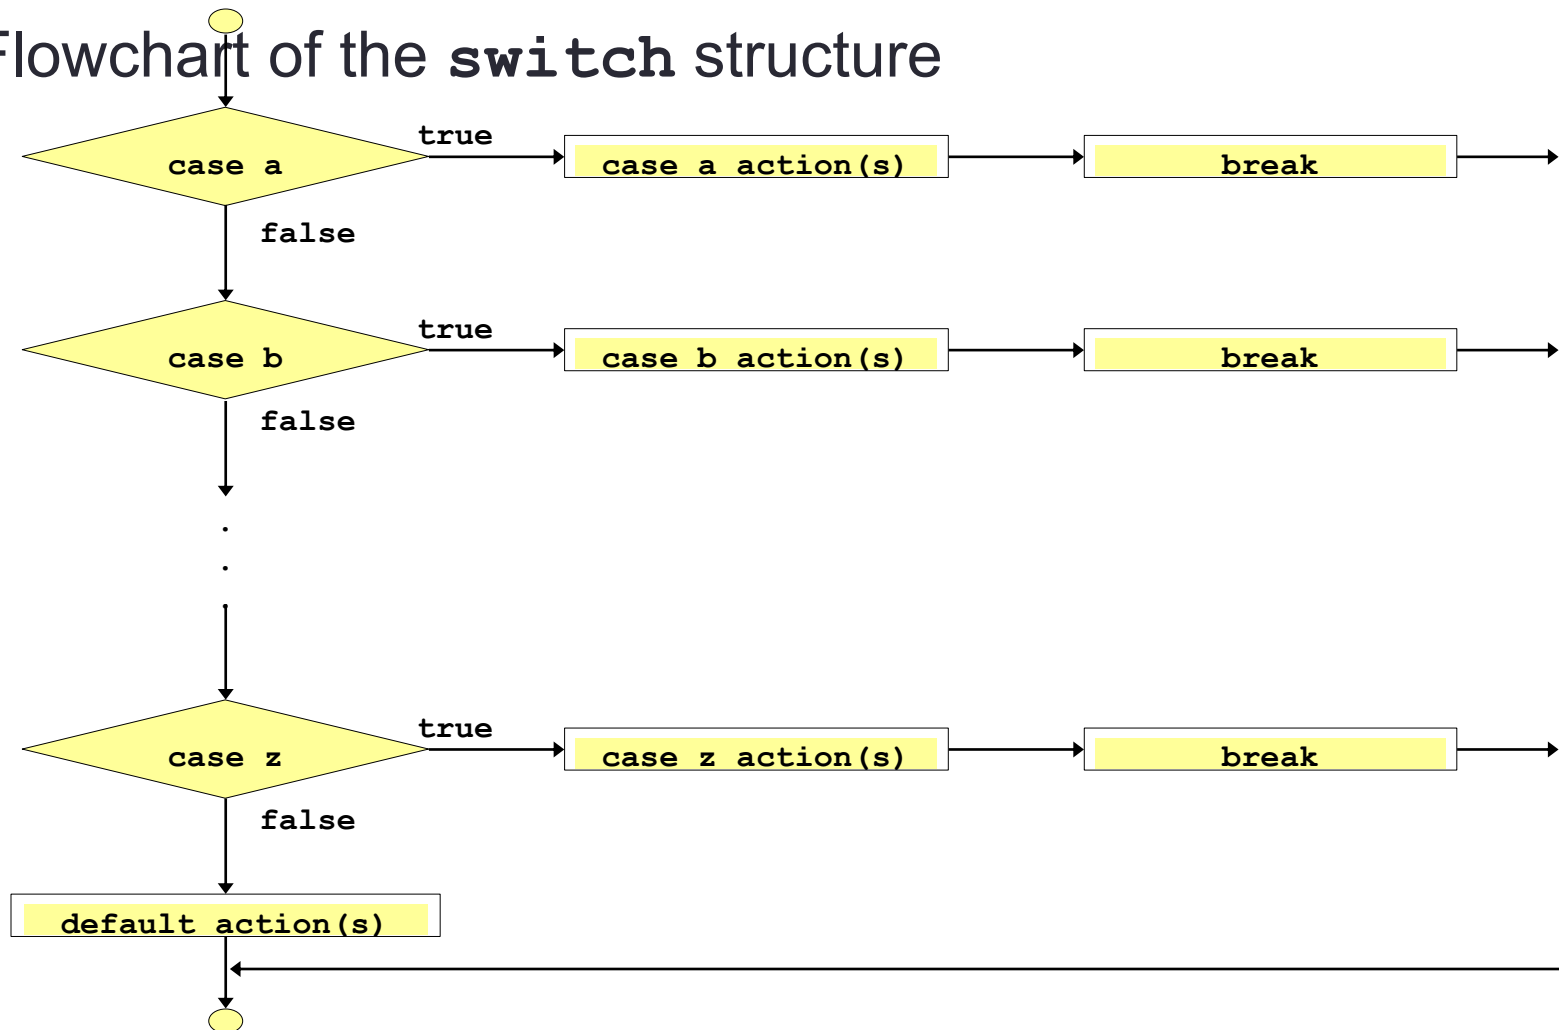 Flowchart of the switch structure
true
case a
case a action(s)
break
false
true
case b
case b action(s)
break
false
.
.
.
true
case z
case z action(s)
break
false
default action(s)